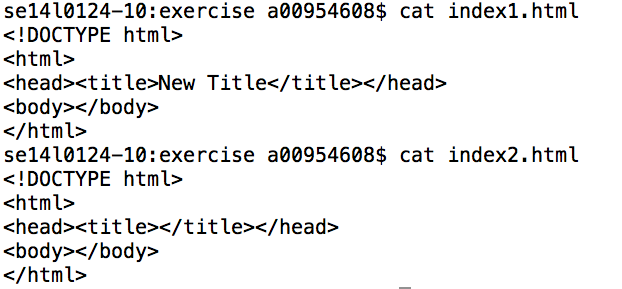 se14l0124-10:exercise a00954608$ cat index1.html
<!DOCTYPE html>
<html>
<head><title>New Title</title></head>
<body></body>
</html>
se14l0124-10:exercise a00954608$ cat index2.html
<!DOCTYPE html>
<html>
<head><title></title></head>
<body></body>
</html>